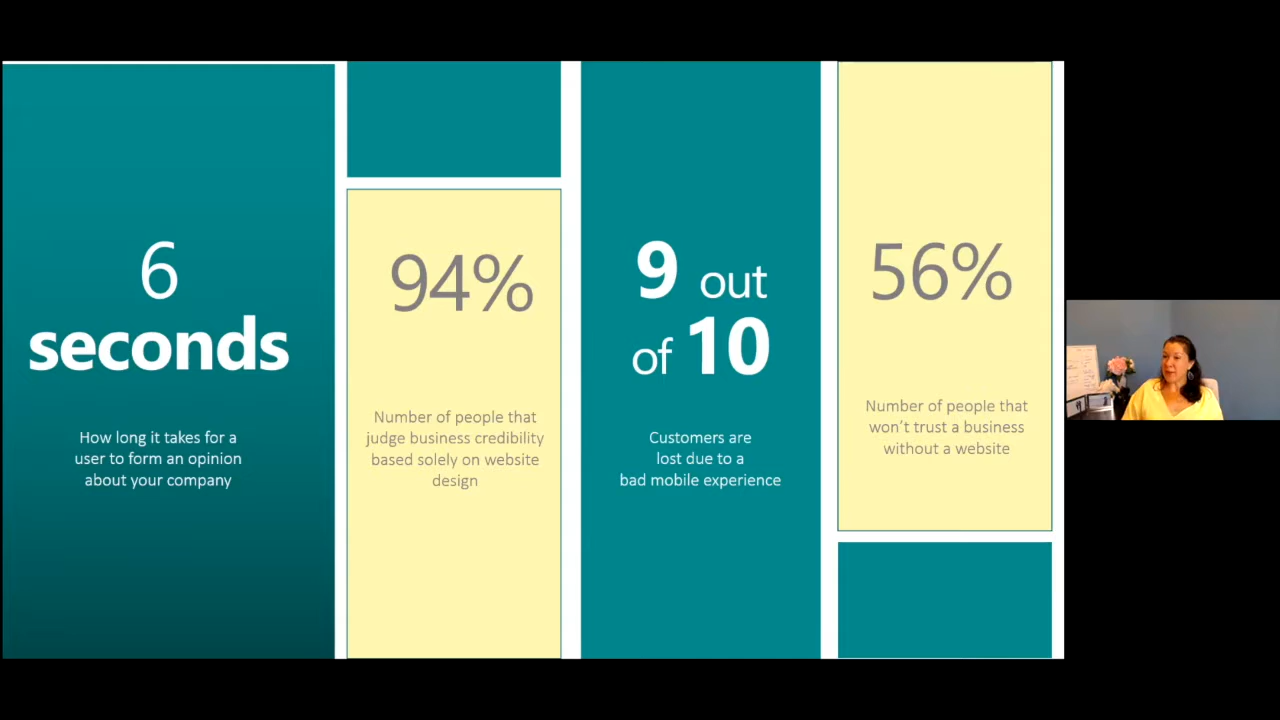 6
seconds
How long it takes for a
user to form an opinion
about your company
94%
Number of people that
judge business credibility
based solely on website
design
9 out
of 10
Customers are
lost due to a
bad mobile experience
56%
Number of people that
won’t trust a business
without a website